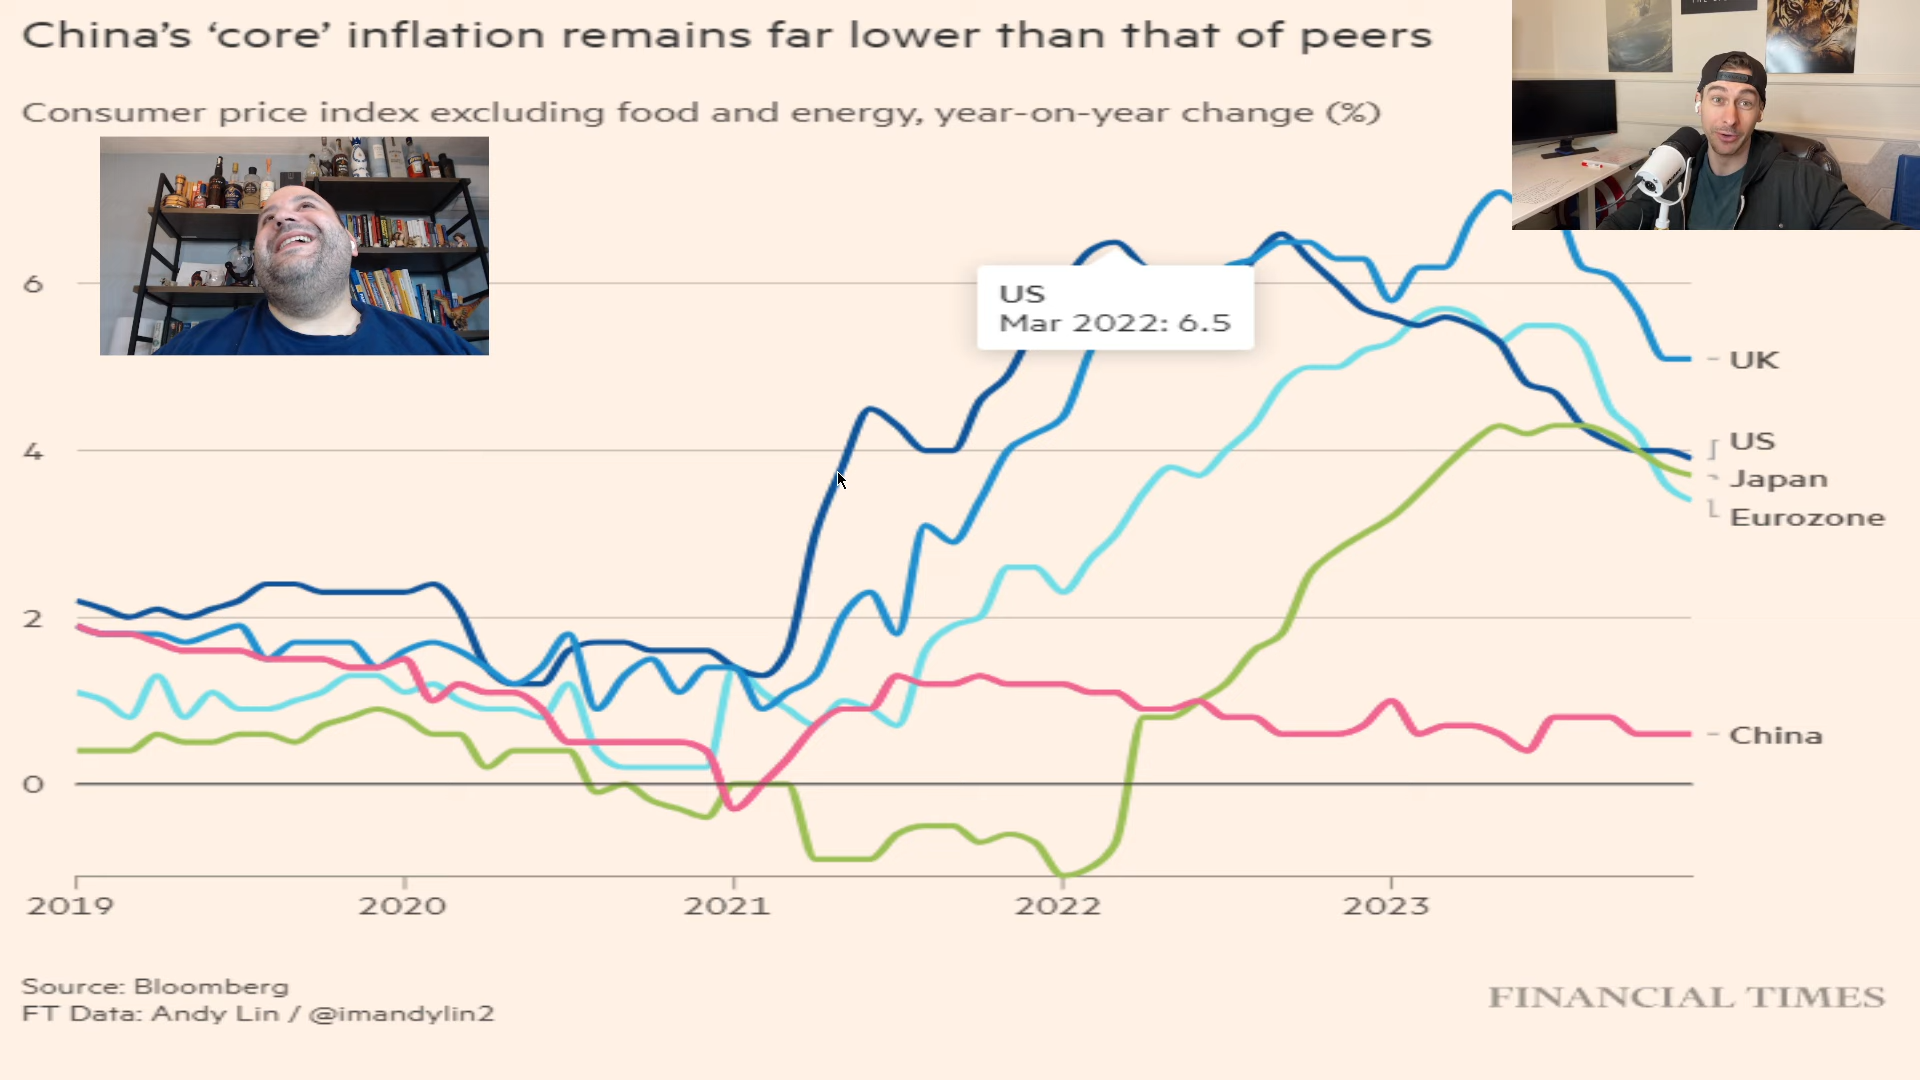 China's 'core' inflation remains far lower than that of peers
Consumer price index excluding food and energy, year-on-year change (%)
6
4
2
0
US
Mar 2022: 6.5
UK
US
Japan
Eurozone
China
2019
2020
2021
2022
2023
Source: Bloomberg
FT Data: Andy Lin / @imandylin2
FINANCIAL TIMES